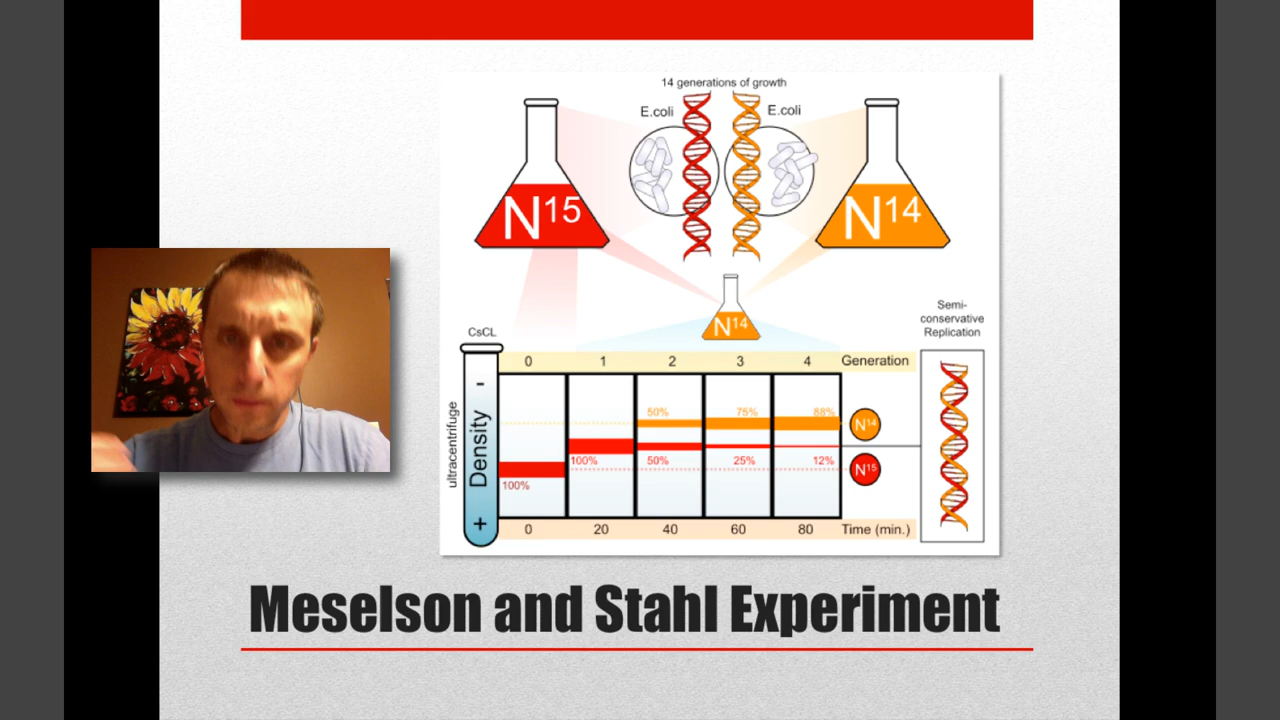 14 generations of growth
E.coli
E.coli
N15
N14
N14
Semi-
conservative
Replication
CsCL
0 1 2 3 4 Generation
ultracentrifuge
- Density +
50% 75% 88%
N14
100% 50% 25% 12%
N15
100%
0 20 40 60 80 Time (min.)
Meselson and Stahl Experiment